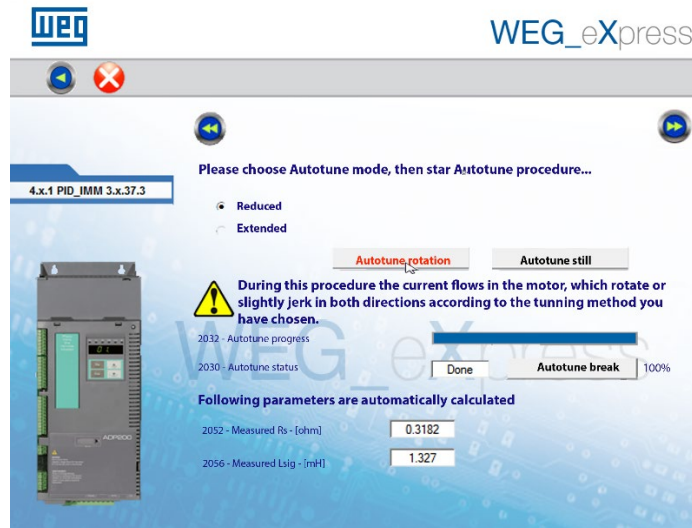 weg
WEG_eXpress
4.x.1 PID_IMM 3.x.37.3
Please choose Autotune mode, then star Autotune procedure...
Reduced
Extended
Autotune rotation
Autotune still
During this procedure the current flows in the motor, which rotate or
slightly jerk in both directions according to the tunning method you
have chosen.
2032 - Autotune progress
2030 - Autotune status
Done
Autotune break
100%
Following parameters are automatically calculated
2052 - Measured Rs - [ohm]
0.3182
2056 - Measured Lsig - [mH]
1.327
WEG_eXpress
ADP200